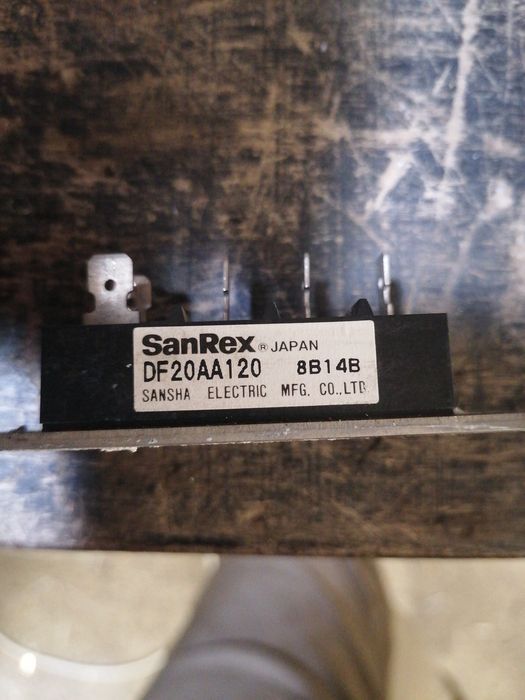 SanRex ® JAPAN
DF20AA120 8B14B
SANSHA ELECTRIC MFG. CO.,LTD